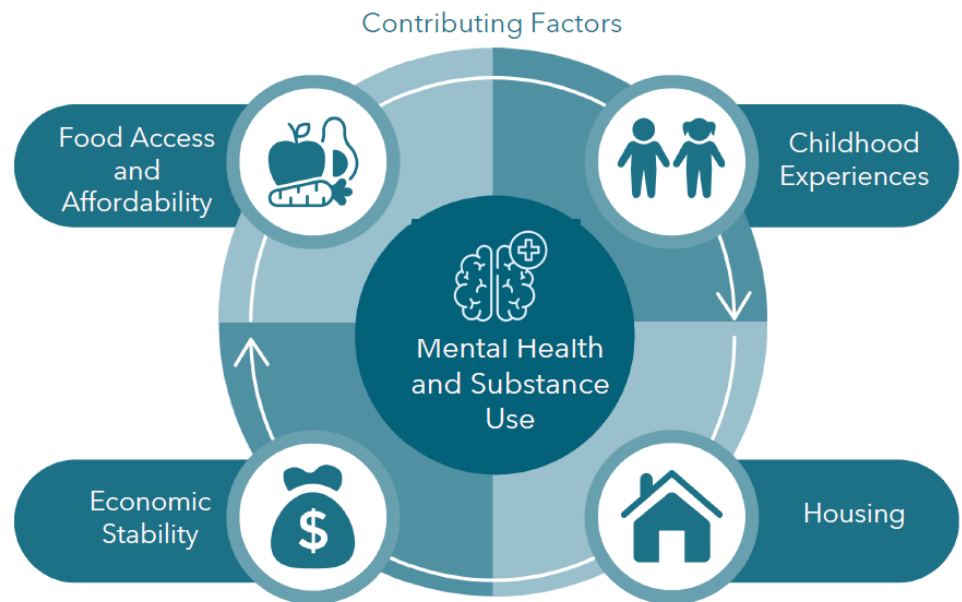 Contributing Factors
Food Access
and
Affordability
Childhood
Experiences
Mental Health
and Substance
Use
Economic
Stability
$
Housing